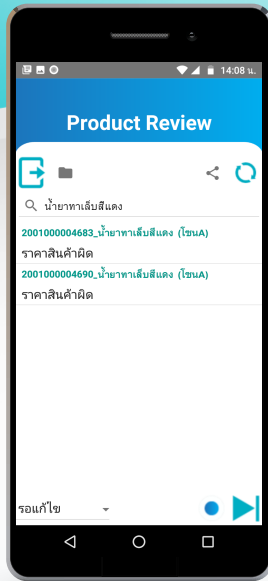 14:08 น.
Product Review
น้ำยาทาเล็บสีแดง
2001000004683_น้ำยาทาเล็บสีแดง (โซนA)
ราคาสินค้าผิด
2001000004690_น้ำยาทาเล็บสีแดง (โซนA)
ราคาสินค้าผิด
รอแก้ไข